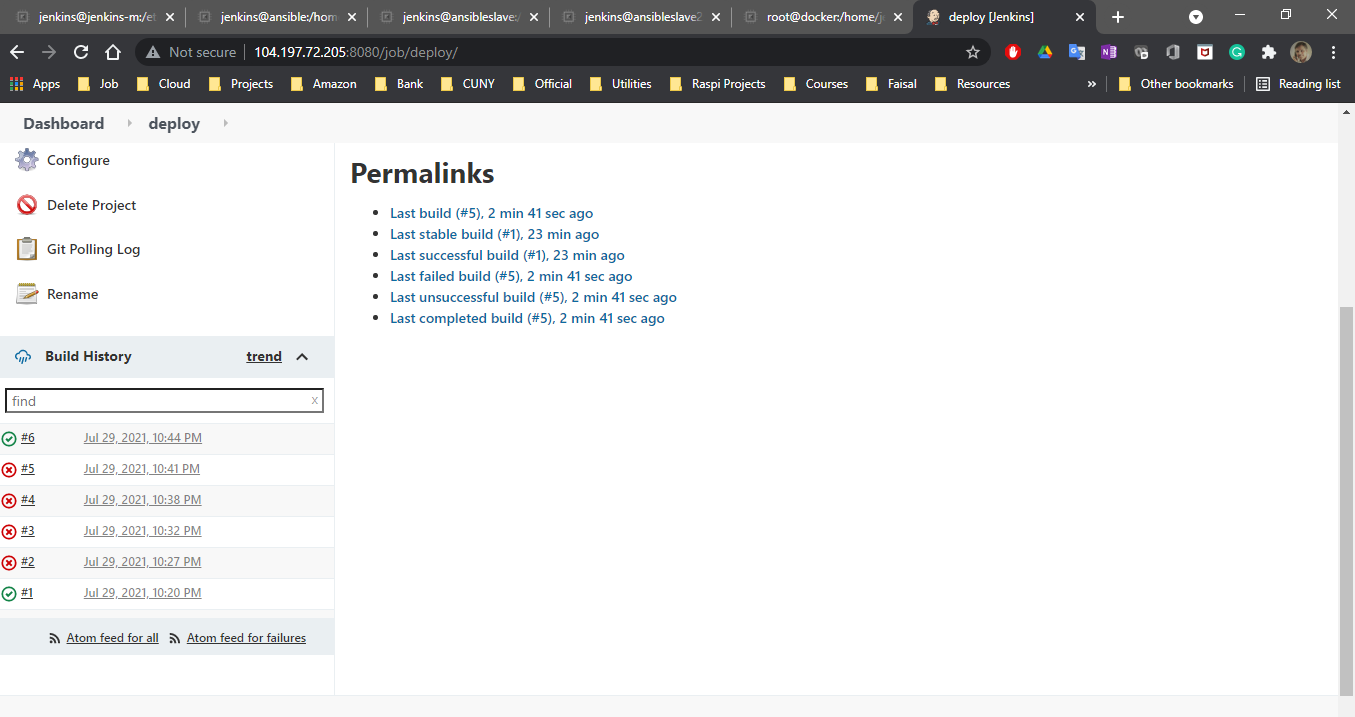 jenkins@jenkins-m:/et
jenkins@ansible:/hom
jenkins@ansibleslave:/
jenkins@ansibleslave2
root@docker:/home/j
deploy [Jenkins]
Not secure 104.197.72.205:8080/job/deploy/
Apps Job Cloud Projects Amazon Bank CUNY Official Utilities Raspi Projects Courses Faisal Resources » Other bookmarks Reading list
Dashboard deploy
Configure
Delete Project
Git Polling Log
Rename
Build History trend
find x
#6 Jul 29, 2021, 10:44 PM
#5 Jul 29, 2021, 10:41 PM
#4 Jul 29, 2021, 10:38 PM
#3 Jul 29, 2021, 10:32 PM
#2 Jul 29, 2021, 10:27 PM
#1 Jul 29, 2021, 10:20 PM
Atom feed for all Atom feed for failures
Permalinks
Last build (#5), 2 min 41 sec ago
Last stable build (#1), 23 min ago
Last successful build (#1), 23 min ago
Last failed build (#5), 2 min 41 sec ago
Last unsuccessful build (#5), 2 min 41 sec ago
Last completed build (#5), 2 min 41 sec ago